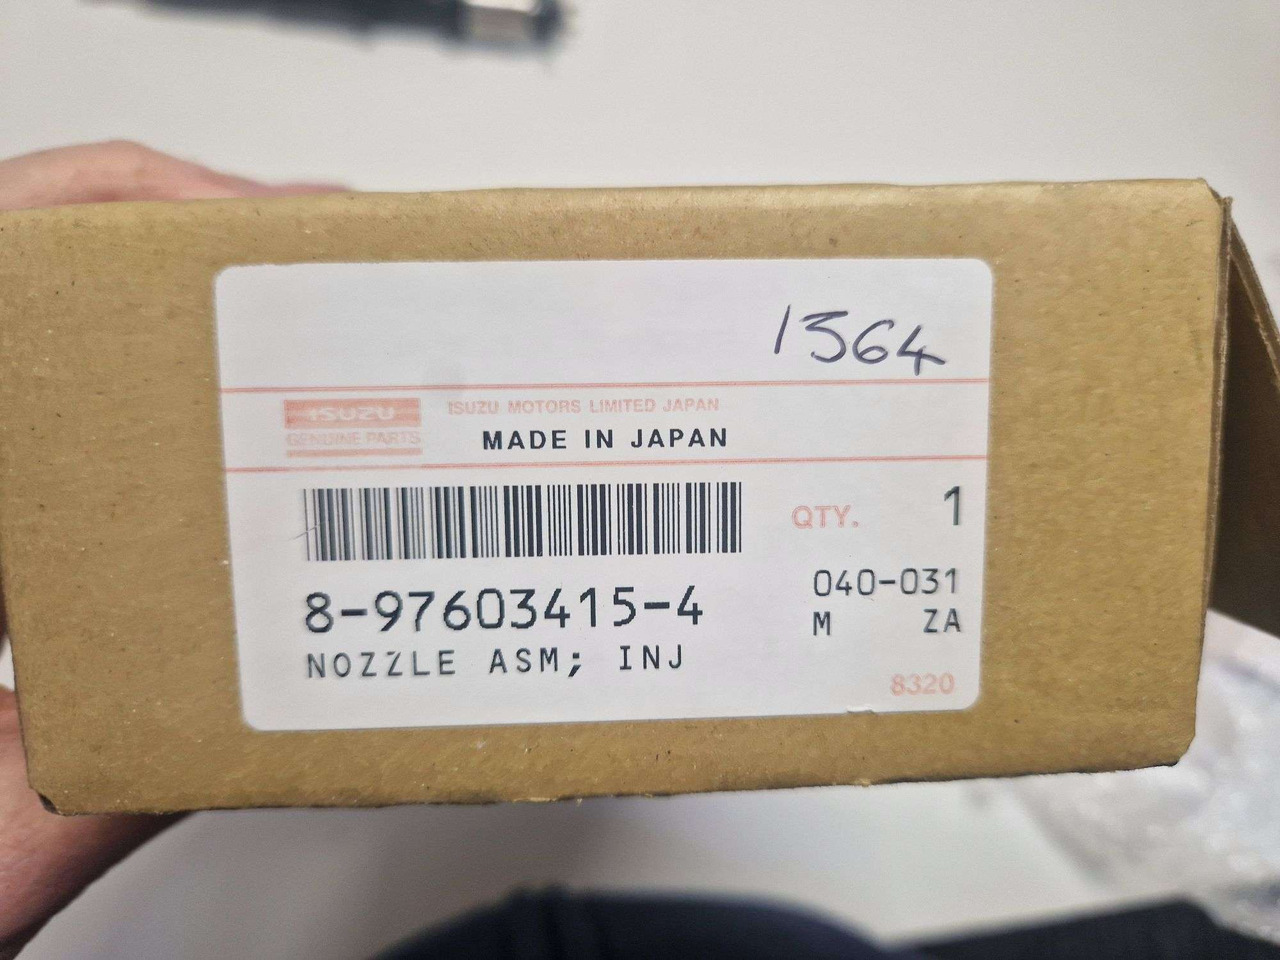 1364
ISUZU
GENUINE PARTS
ISUZU MOTORS LIMITED JAPAN
MADE IN JAPAN
QTY. 1
8-97603415-4
040-031
NOZZLE ASM; INJ
M ZA
8320